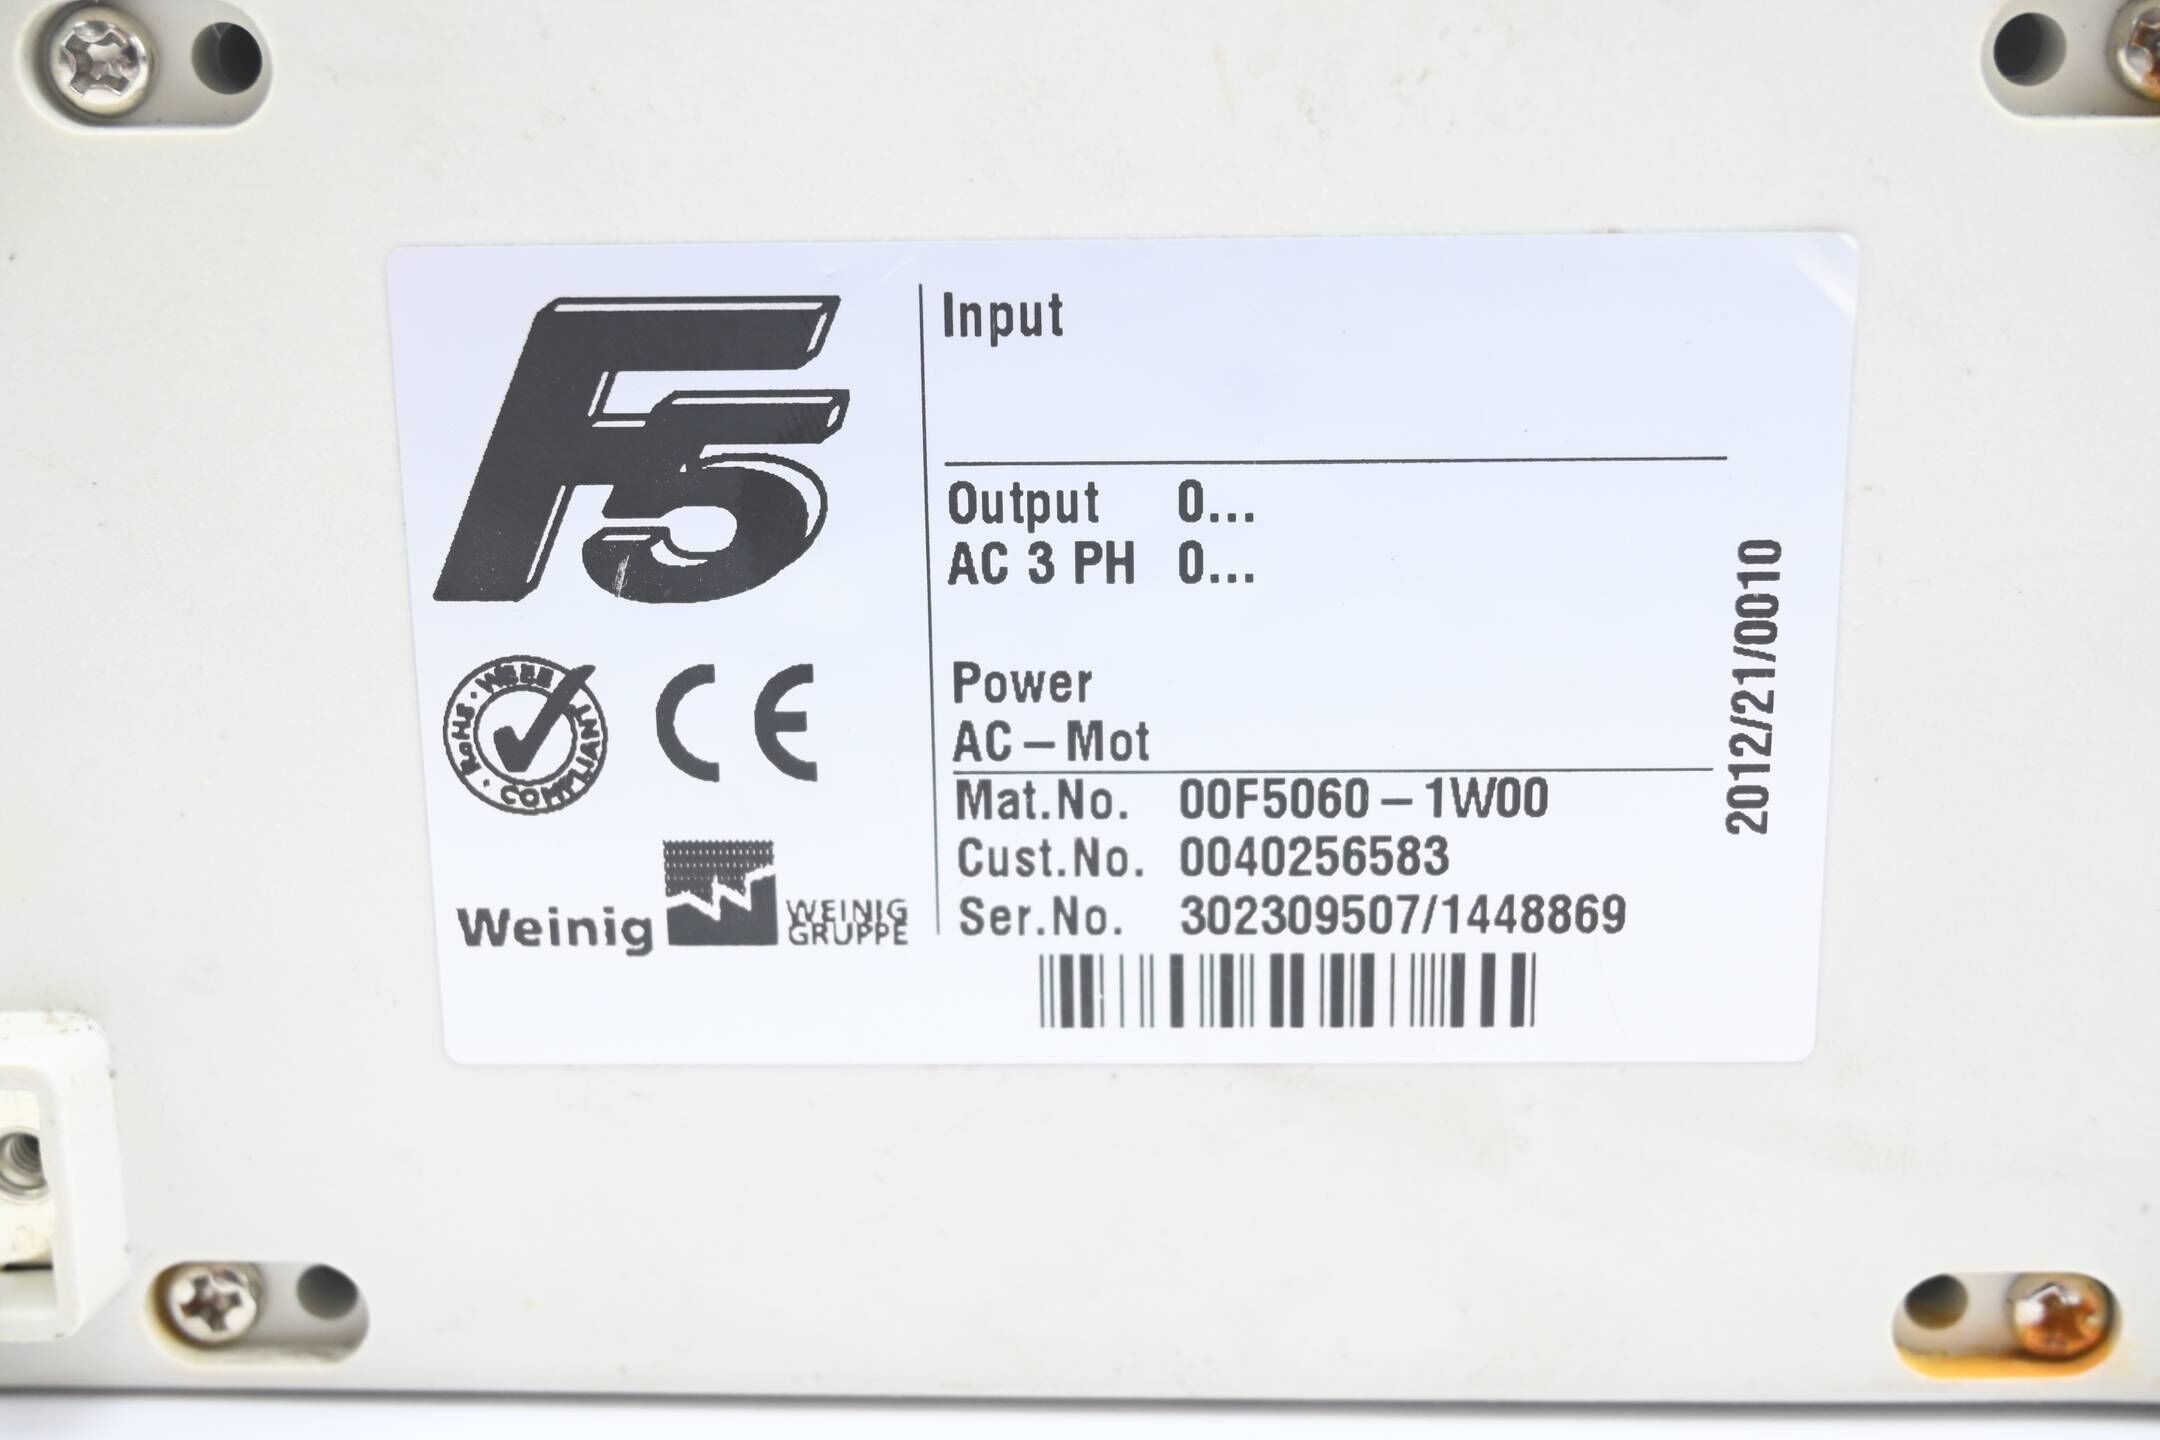 F5
RoHS · WEEE · COMPLIANT
CE
Weinig
WEINIG
GRUPPE
Input
Output 0...
AC 3 PH 0...
Power
AC – Mot
Mat.No. 00F5060 – 1W00
Cust.No. 0040256583
Ser.No. 302309507/1448869
2012/21/0010